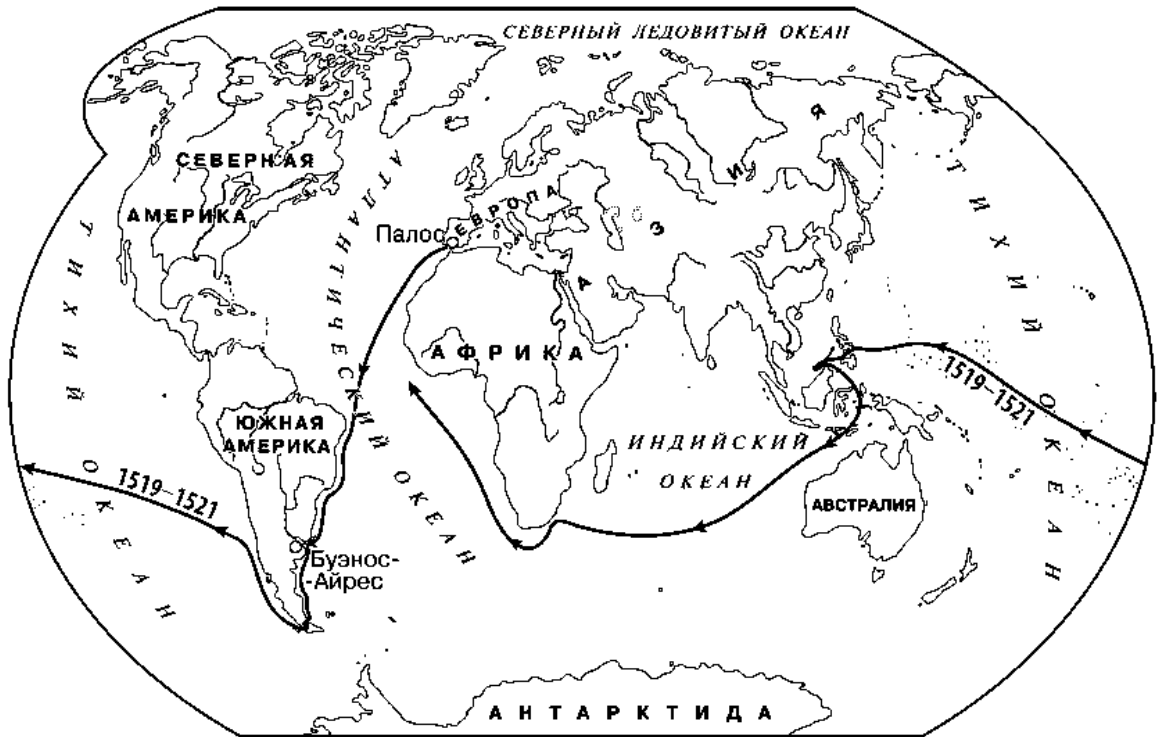 СЕВЕРНЫЙ ЛЕДОВИТЫЙ ОКЕАН
СЕВЕРНАЯ
АМЕРИКА
АТЛАНТИЧЕСКИЙ ОКЕАН
ЕВРОПА
АЗИЯ
Палос
ТИХИЙ ОКЕАН
ТИХИЙ ОКЕАН
АФРИКА
1519–1521
ЮЖНАЯ
АМЕРИКА
ИНДИЙСКИЙ
ОКЕАН
1519–1521
АВСТРАЛИЯ
Буэнос-
-Айрес
АНТАРКТИДА